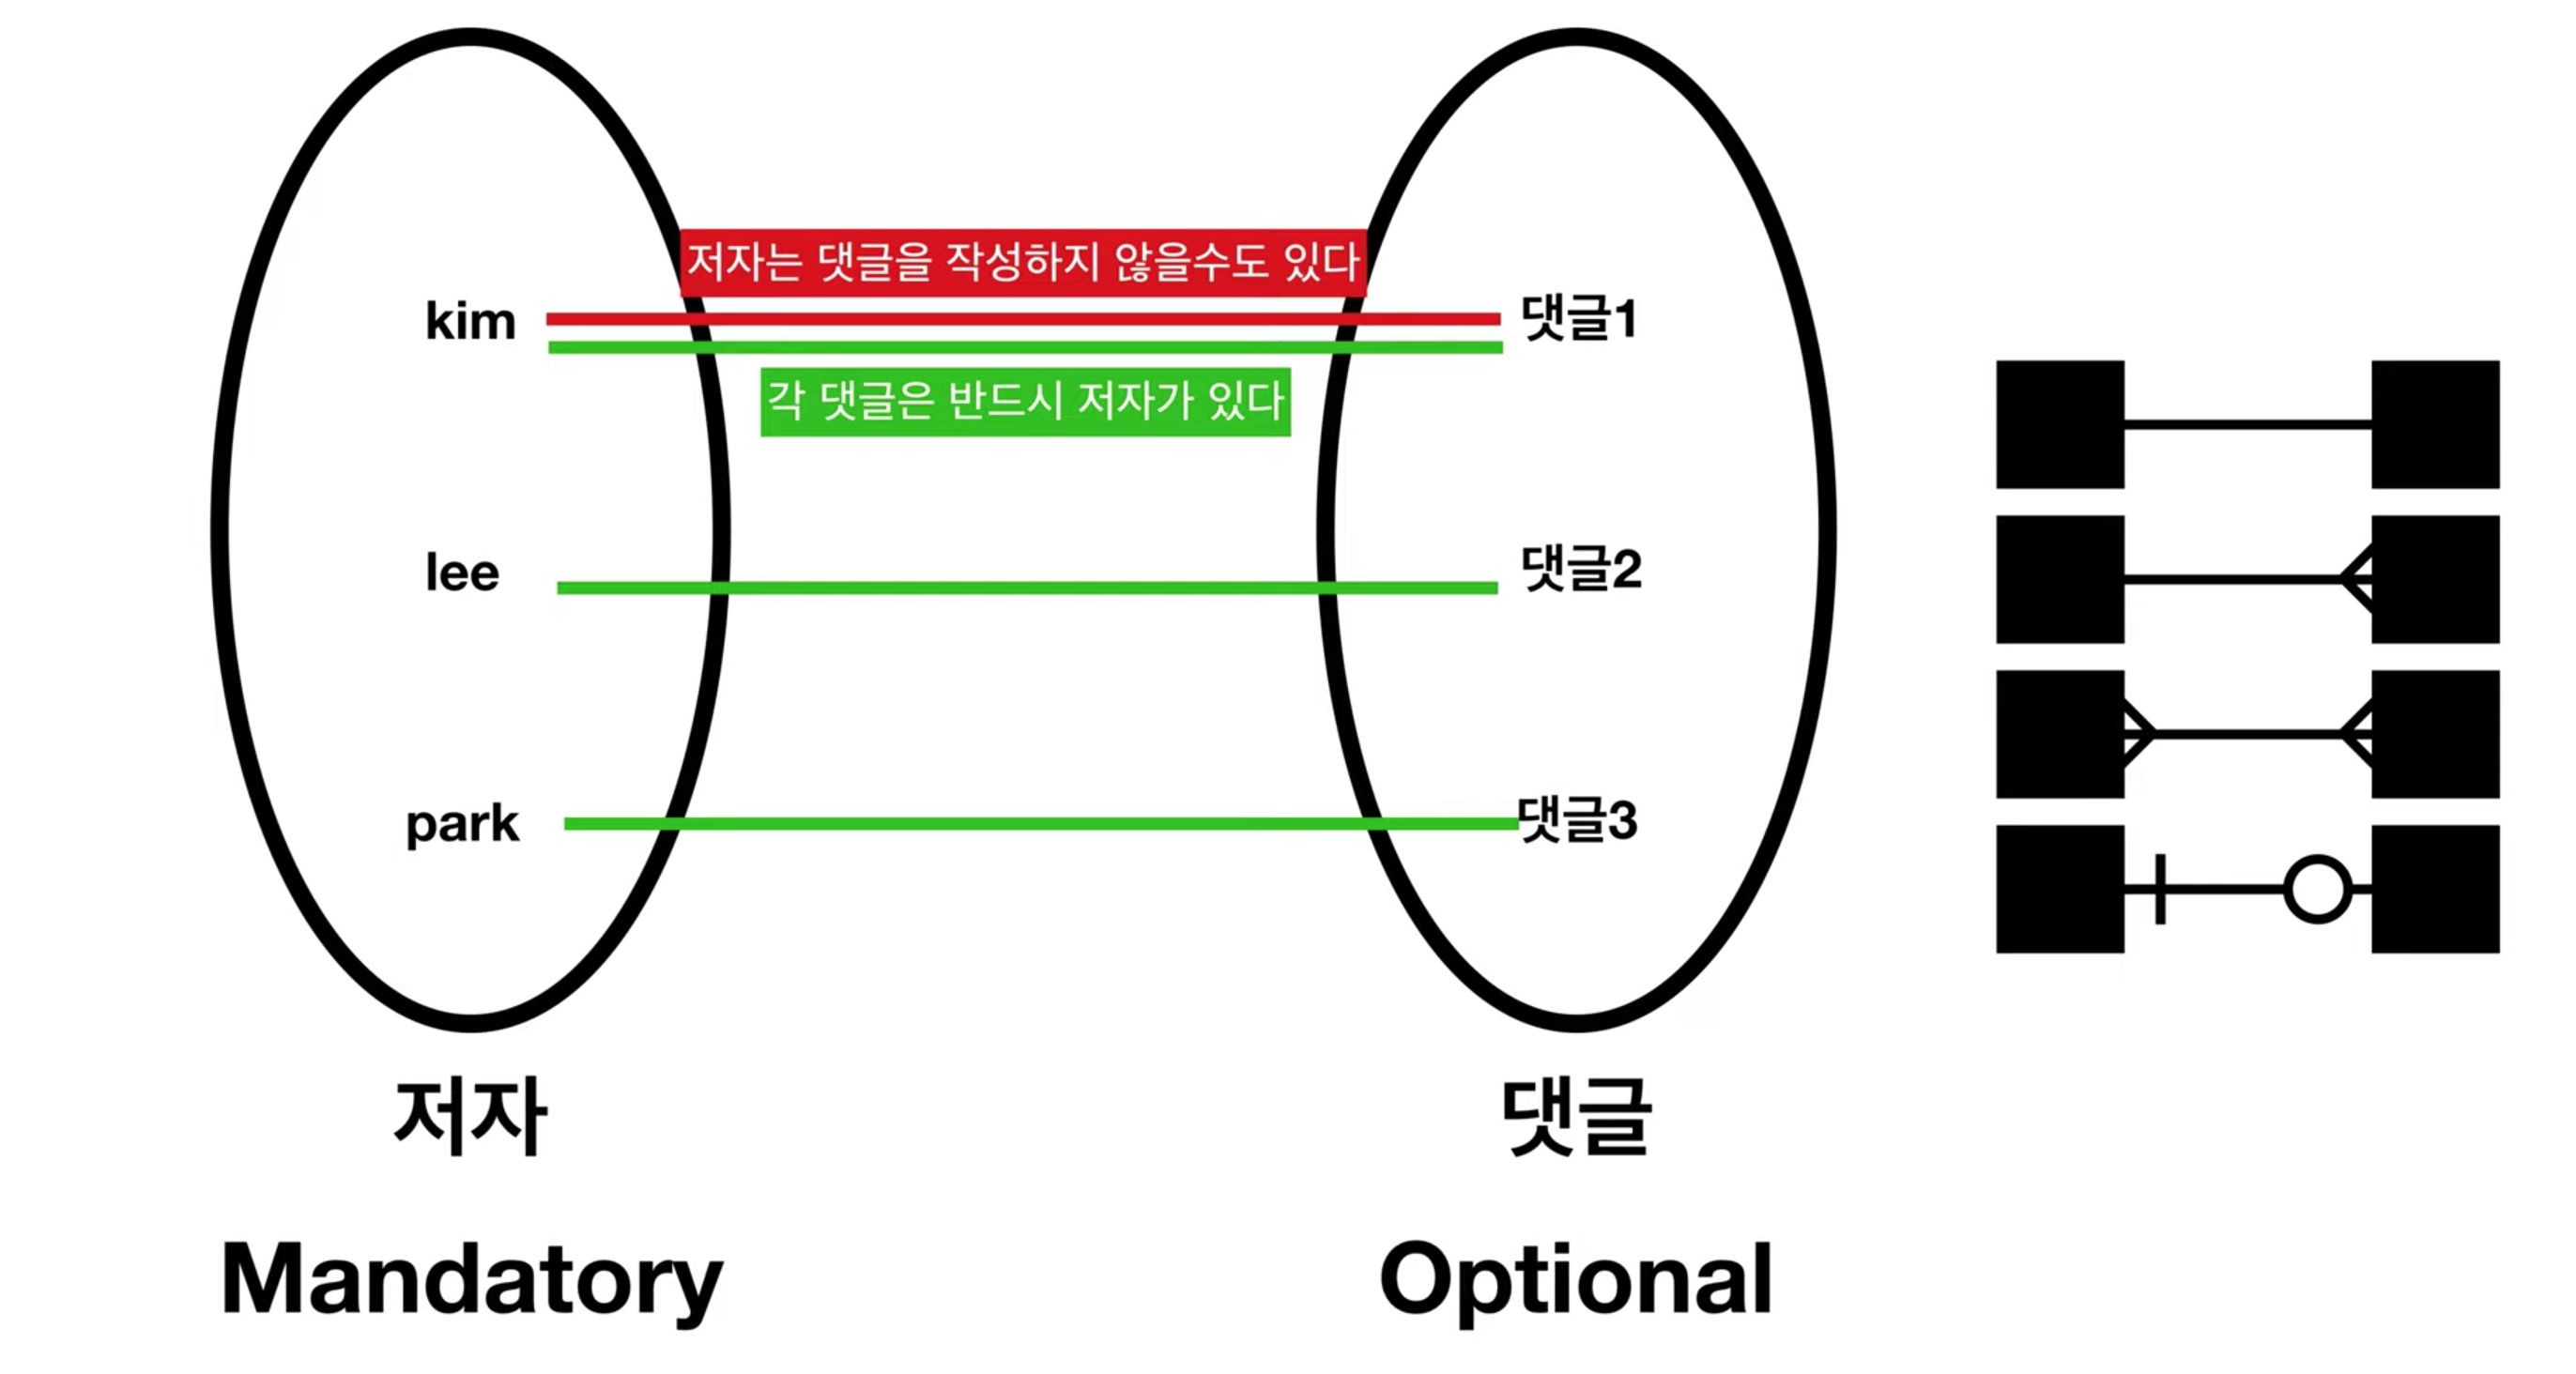 저자는 댓글을 작성하지 않을수도 있다
kim
댓글1
각 댓글은 반드시 저자가 있다
lee
댓글2
park
댓글3
저자
댓글
Mandatory
Optional